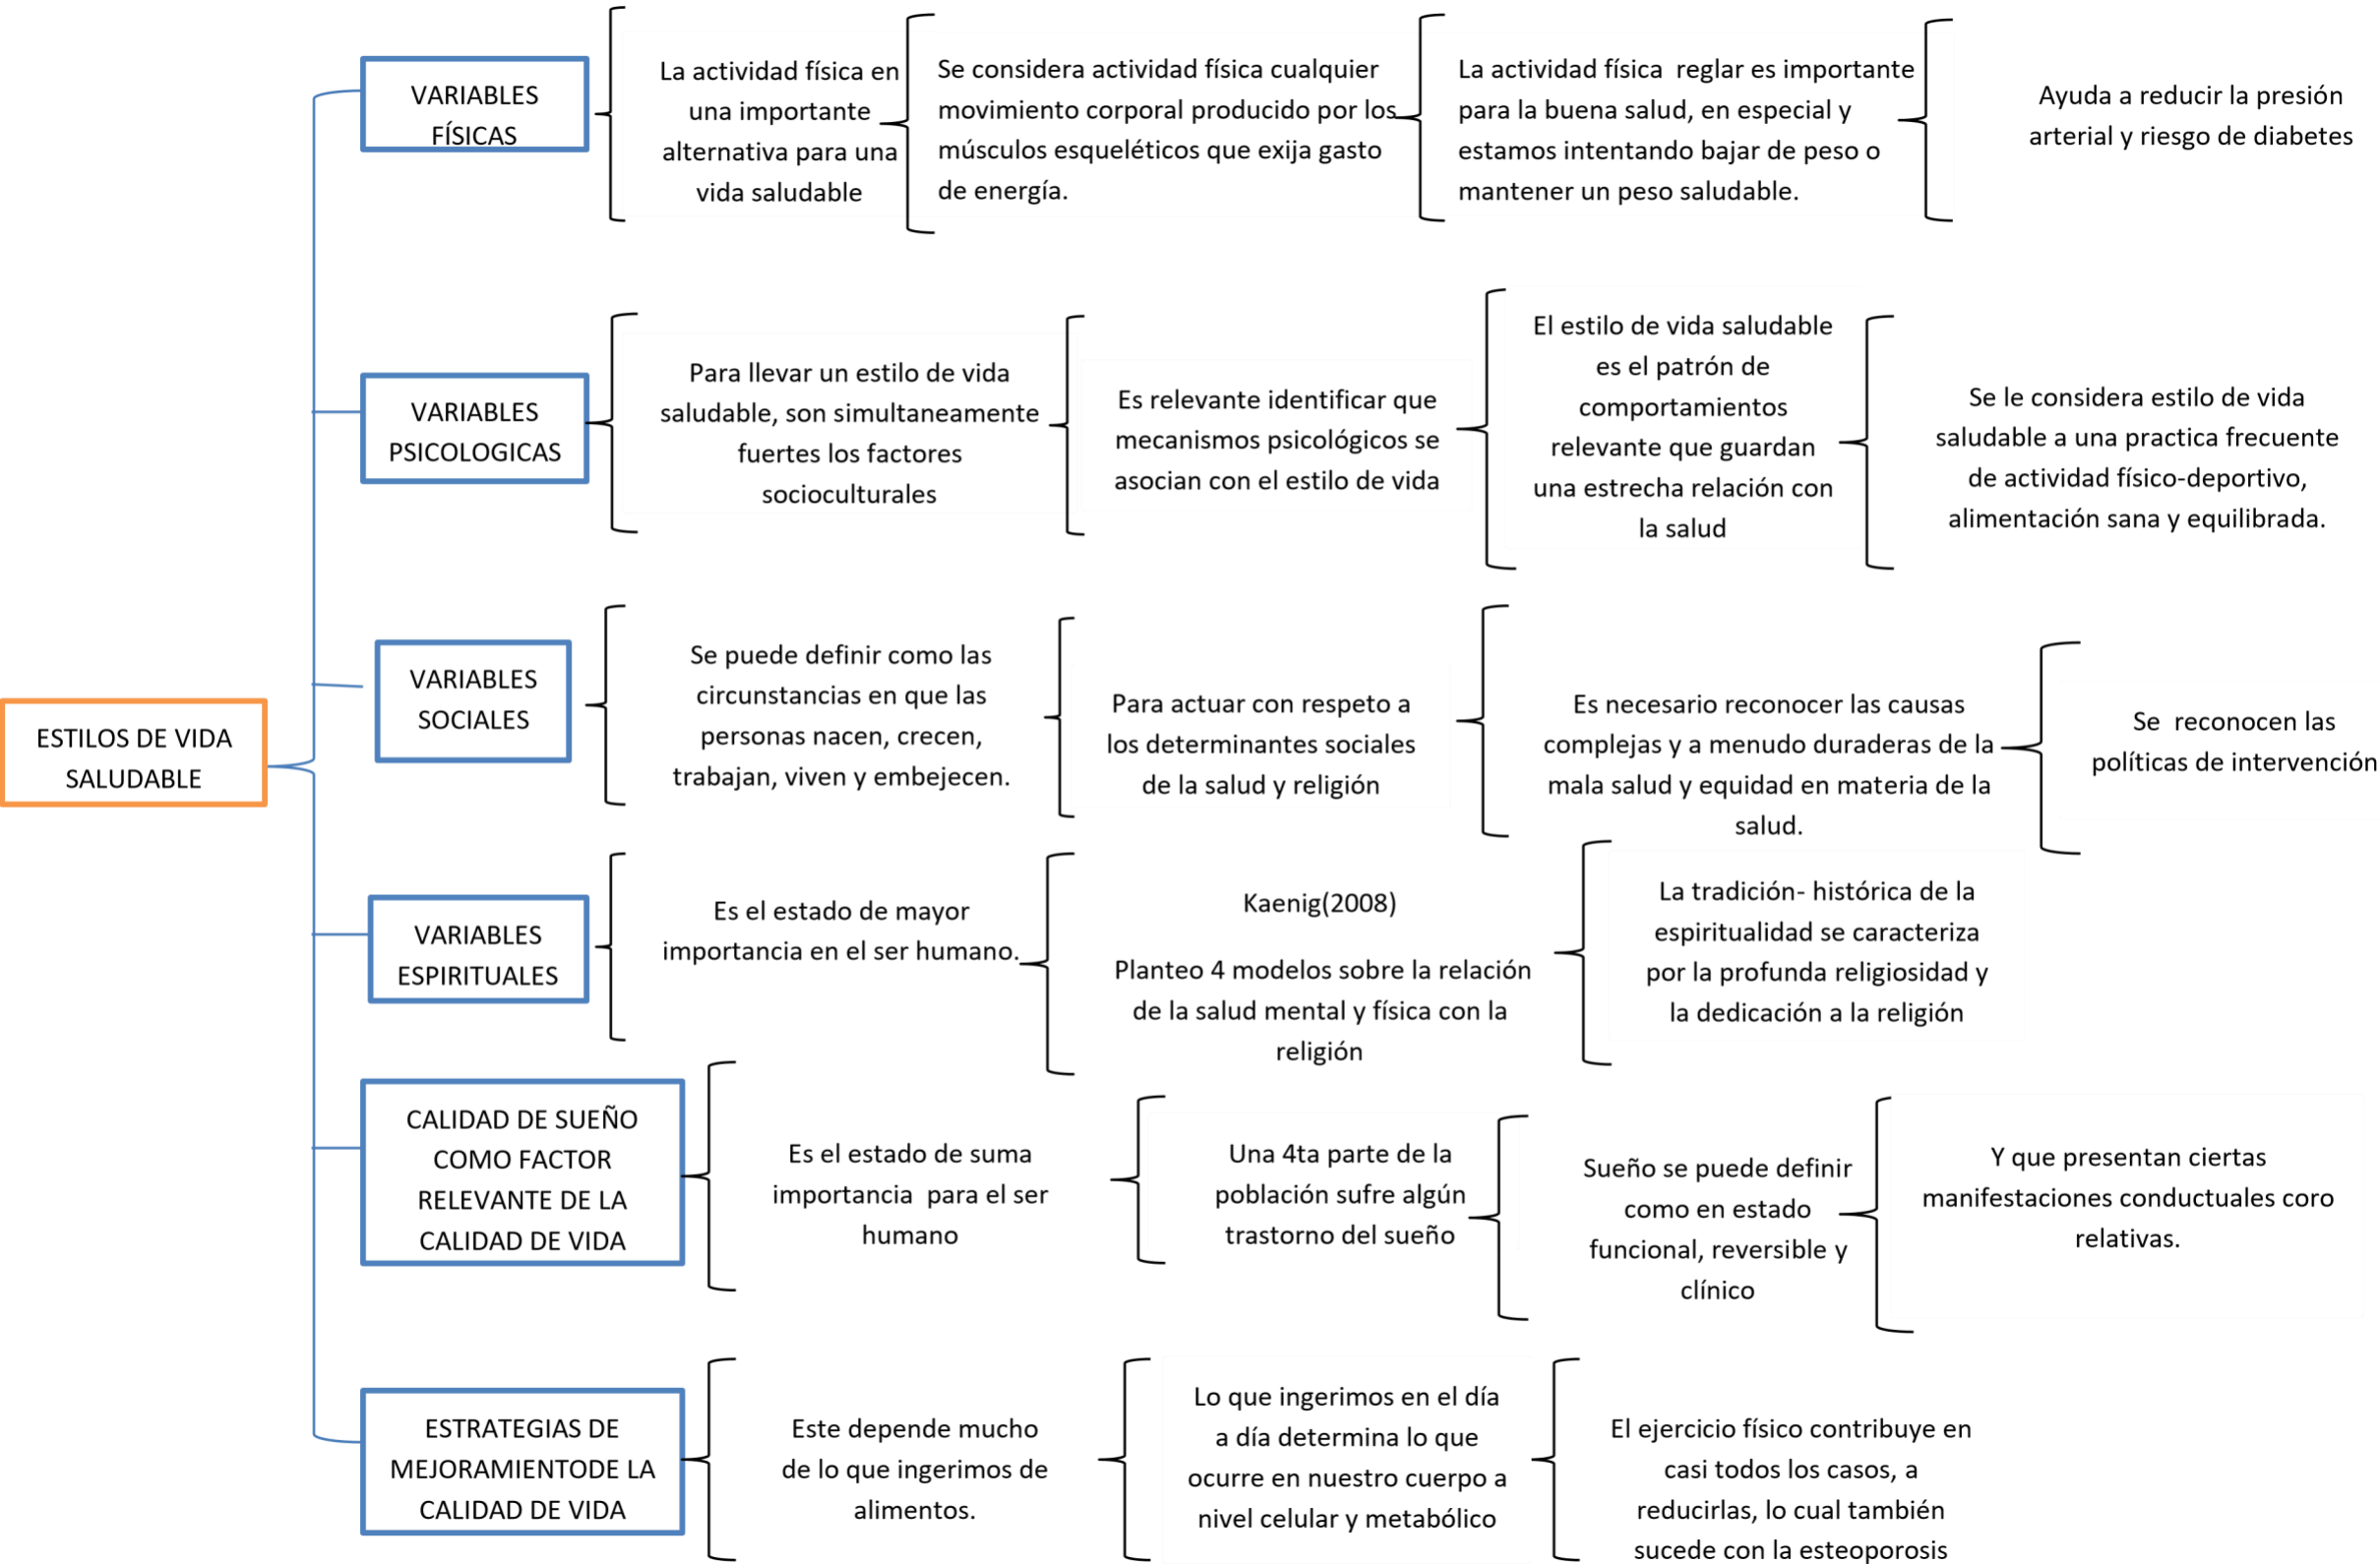 ESTILOS DE VIDA
SALUDABLE
VARIABLES
FÍSICAS
La actividad física en
una importante
alternativa para una
vida saludable
Se considera actividad física cualquier
movimiento corporal producido por los
músculos esqueléticos que exija gasto
de energía.
La actividad física  reglar es importante
para la buena salud, en especial y
estamos intentando bajar de peso o
mantener un peso saludable.
Ayuda a reducir la presión
arterial y riesgo de diabetes
VARIABLES
PSICOLOGICAS
Para llevar un estilo de vida
saludable, son simultaneamente
fuertes los factores
socioculturales
Es relevante identificar que
mecanismos psicológicos se
asocian con el estilo de vida
El estilo de vida saludable
es el patrón de
comportamientos
relevante que guardan
una estrecha relación con
la salud
Se le considera estilo de vida
saludable a una practica frecuente
de actividad físico-deportivo,
alimentación sana y equilibrada.
VARIABLES
SOCIALES
Se puede definir como las
circunstancias en que las
personas nacen, crecen,
trabajan, viven y embejecen.
Para actuar con respeto a
los determinantes sociales
de la salud y religión
Es necesario reconocer las causas
complejas y a menudo duraderas de la
mala salud y equidad en materia de la
salud.
Se  reconocen las
políticas de intervención
VARIABLES
ESPIRITUALES
Es el estado de mayor
importancia en el ser humano.
Kaenig(2008)
Planteo 4 modelos sobre la relación
de la salud mental y física con la
religión
La tradición- histórica de la
espiritualidad se caracteriza
por la profunda religiosidad y
la dedicación a la religión
CALIDAD DE SUEÑO
COMO FACTOR
RELEVANTE DE LA
CALIDAD DE VIDA
Es el estado de suma
importancia  para el ser
humano
Una 4ta parte de la
población sufre algún
trastorno del sueño
Sueño se puede definir
como en estado
funcional, reversible y
clínico
Y que presentan ciertas
manifestaciones conductuales coro
relativas.
ESTRATEGIAS DE
MEJORAMIENTODE LA
CALIDAD DE VIDA
Este depende mucho
de lo que ingerimos de
alimentos.
Lo que ingerimos en el día
a día determina lo que
ocurre en nuestro cuerpo a
nivel celular y metabólico
El ejercicio físico contribuye en
casi todos los casos, a
reducirlas, lo cual también
sucede con la esteoporosis